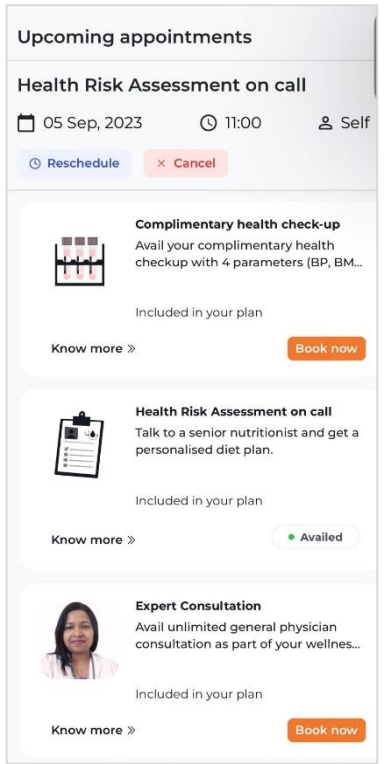 Upcoming appointments
Health Risk Assessment on call
05 Sep, 2023 11:00 Self
Reschedule × Cancel
Complimentary health check-up
Avail your complimentary health
checkup with 4 parameters (BP, BM...
Included in your plan
Know more » Book now
Health Risk Assessment on call
Talk to a senior nutritionist and get a
personalised diet plan.
Included in your plan
Know more » Availed
Expert Consultation
Avail unlimited general physician
consultation as part of your wellnes...
Included in your plan
Know more » Book now